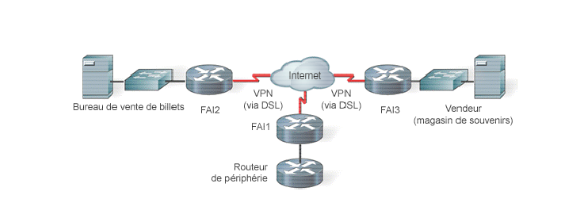 Internet
VPN
(via DSL)
VPN
(via DSL)
Bureau de vente de billets
FAI2
FAI3
Vendeur
(magasin de souvenirs)
FAI1
Routeur
de périphérie